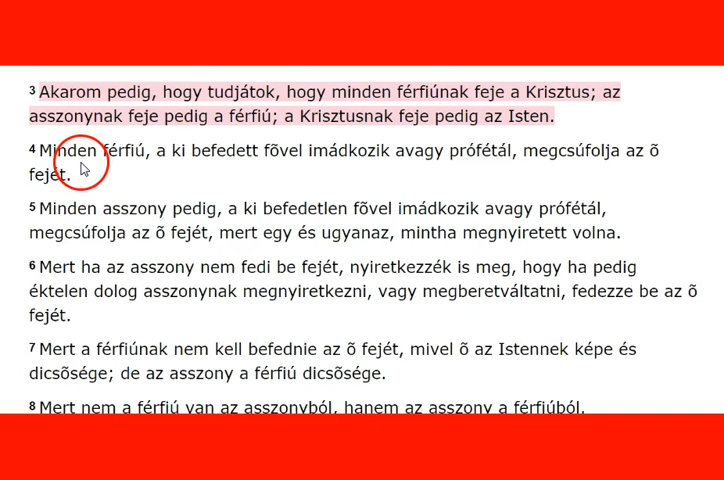 3 Akarom pedig, hogy tudjátok, hogy minden férfiúnak feje a Krisztus; az
asszonynak feje pedig a férfiú; a Krisztusnak feje pedig az Isten.
4 Minden férfiú, a ki befedett fõvel imádkozik avagy prófétál, megcsúfolja az õ
fejét.
5 Minden asszony pedig, a ki befedetlen fõvel imádkozik avagy prófétál,
megcsúfolja az õ fejét, mert egy és ugyanaz, mintha megnyiretett volna.
6 Mert ha az asszony nem fedi be fejét, nyiretkezzék is meg, hogy ha pedig
éktelen dolog asszonynak megnyiretkezni, vagy megberetváltatni, fedezze be az õ
fejét.
7 Mert a férfiúnak nem kell befednie az õ fejét, mivel õ az Istennek képe és
dicsõsége; de az asszony a férfiú dicsõsége.
8 Mert nem a férfiú van az asszonyból, hanem az asszony a férfiúból.